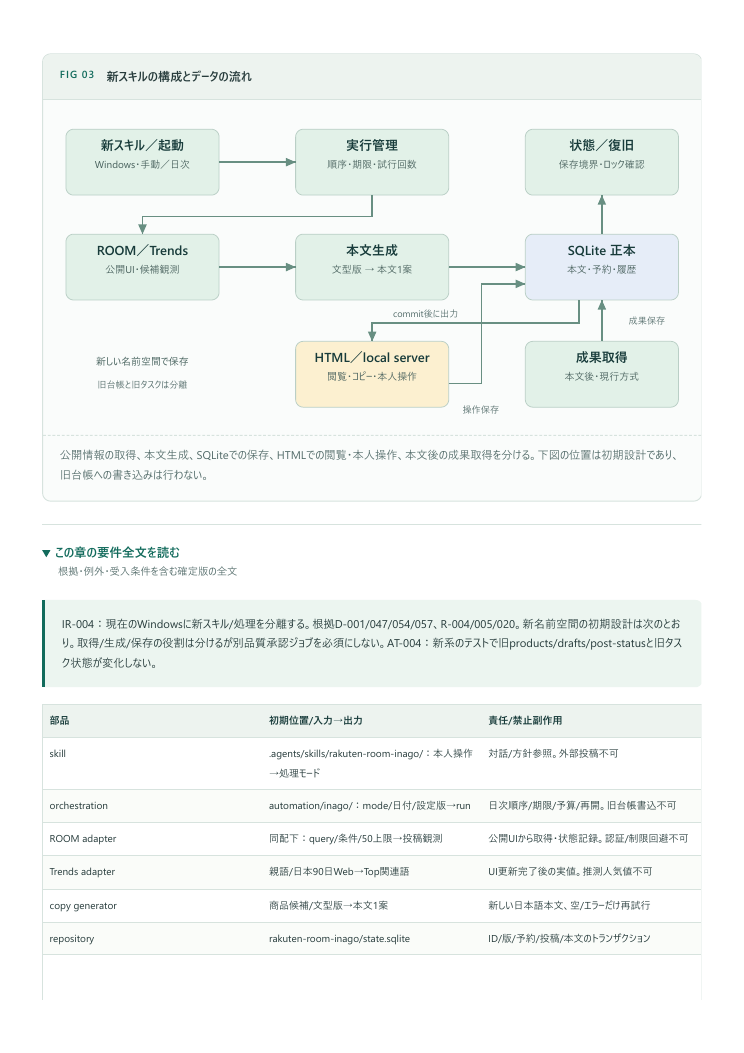 FIG 03 新スキルの構成とデータの流れ
新スキル／起動
Windows・手動／日次
実行管理
順序・期限・試行回数
状態／復旧
保存境界・ロック確認
ROOM／Trends
公開UI・候補観測
本文生成
文型版 → 本文1案
SQLite 正本
本文・予約・履歴
commit後に出力
成果保存
新しい名前空間で保存
旧台帳と旧タスクは分離
HTML／local server
閲覧・コピー・本人操作
成果取得
本文後・現行方式
操作保存
公開情報の取得、本文生成、SQLiteでの保存、HTMLでの閲覧・本人操作、本文後の成果取得を分ける。下図の位置は初期設計であり、
旧台帳への書き込みは行わない。
▼ この章の要件全文を読む
根拠・例外・受入条件を含む確定版の全文
IR-004：現在のWindowsに新スキル/処理を分離する。根拠D-001/047/054/057、R-004/005/020。新名前空間の初期設計は次のとお
り。取得/生成/保存の役割は分けるが別品質承認ジョブを必須にしない。AT-004：新系のテストで旧products/drafts/post-statusと旧タス
ク状態が変化しない。
部品 初期位置/入力→出力 責任/禁止副作用
skill .agents/skills/rakuten-room-inago/：本人操作 対話/方針参照。外部投稿不可
→処理モード
orchestration automation/inago/：mode/日付/設定版→run 日次順序/期限/予算/再開。旧台帳書込不可
ROOM adapter 同配下：query/条件/50上限→投稿観測 公開UIから取得・状態記録。認証/制限回避不可
Trends adapter 親語/日本90日Web→Top関連語 UI更新完了後の実値。推測人気値不可
copy generator 商品候補/文型版→本文1案 新しい日本語本文、空/エラーだけ再試行
repository rakuten-room-inago/state.sqlite ID/版/予約/投稿/本文のトランザクション